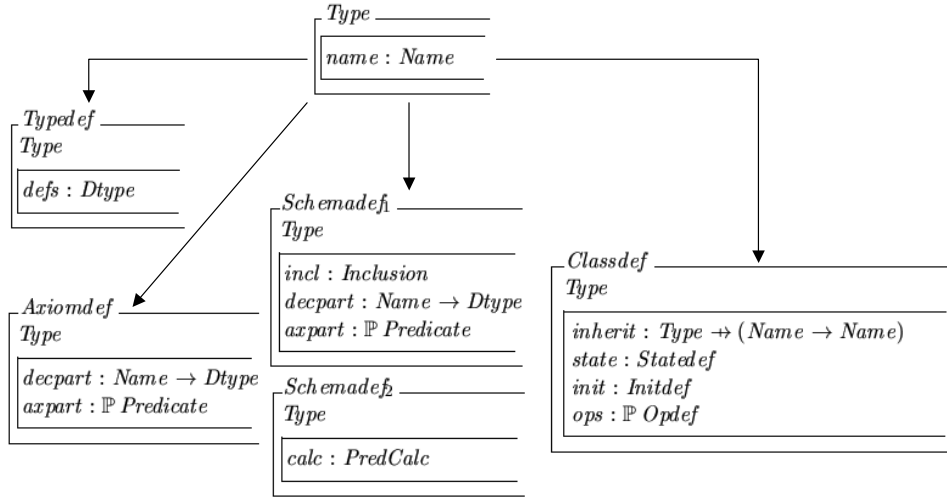 Type
name : Name
Typedef
Type
defs : Dtype
Schemadef₁
Type
incl : Inclusion
decpart : Name → Dtype
axpart : ℙ Predicate
Classdef
Type
inherit : Type ⇸ (Name → Name)
state : Statedef
init : Initdef
ops : ℙ Opdef
Axiomdef
Type
decpart : Name → Dtype
axpart : ℙ Predicate
Schemadef₂
Type
calc : PredCalc